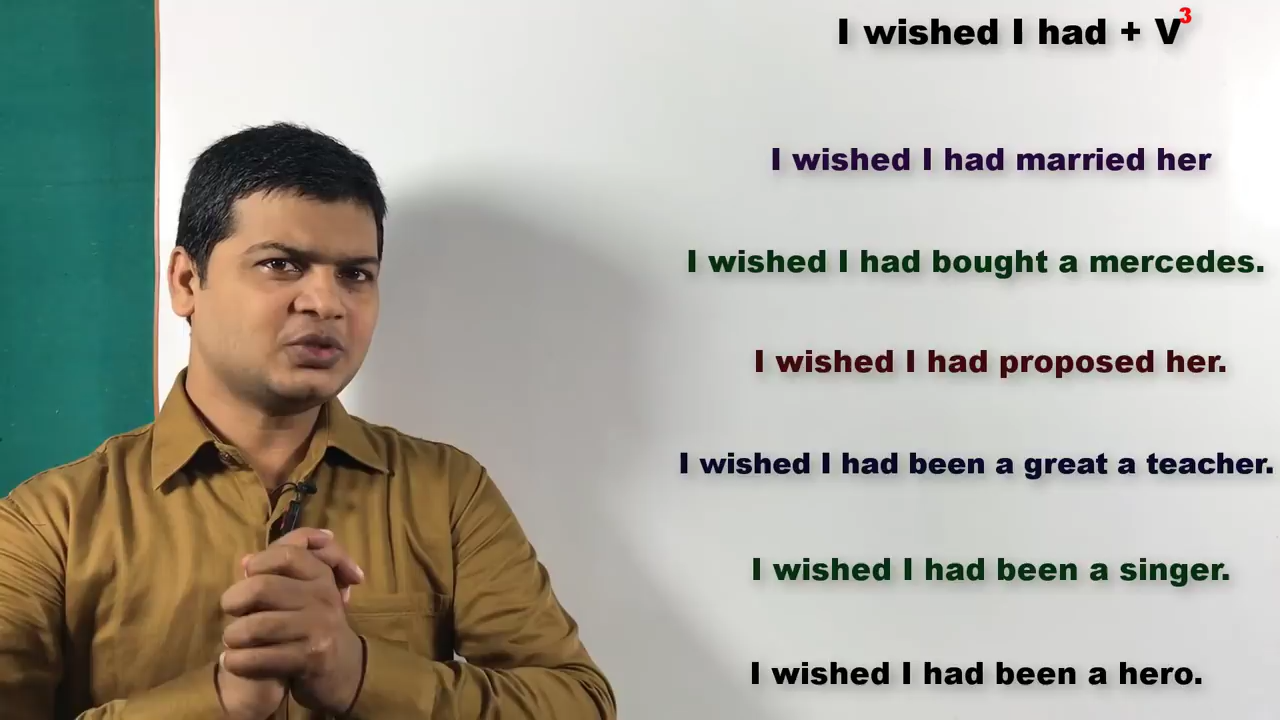 I wished I had + V³
I wished I had married her
I wished I had bought a mercedes.
I wished I had proposed her.
I wished I had been a great a teacher.
I wished I had been a singer.
I wished I had been a hero.